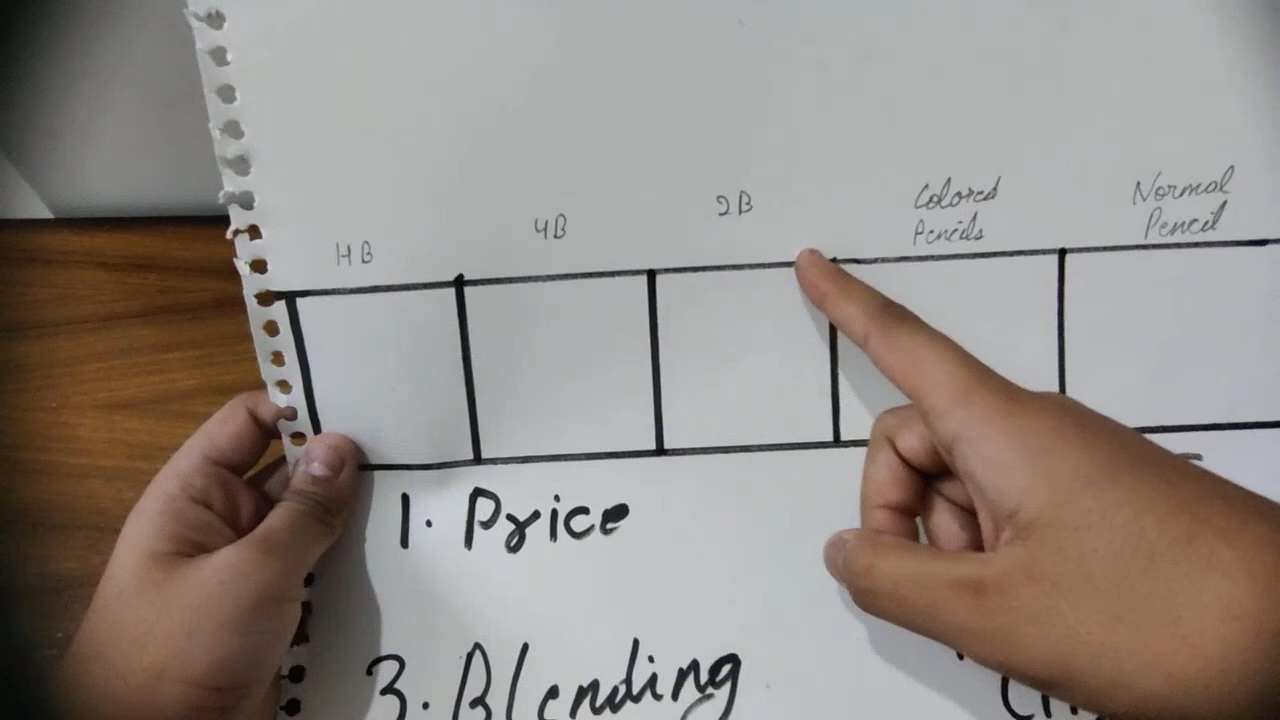 HB
4B
2B
Colored
Pencils
Normal
Pencil
1. Price
3. Blending